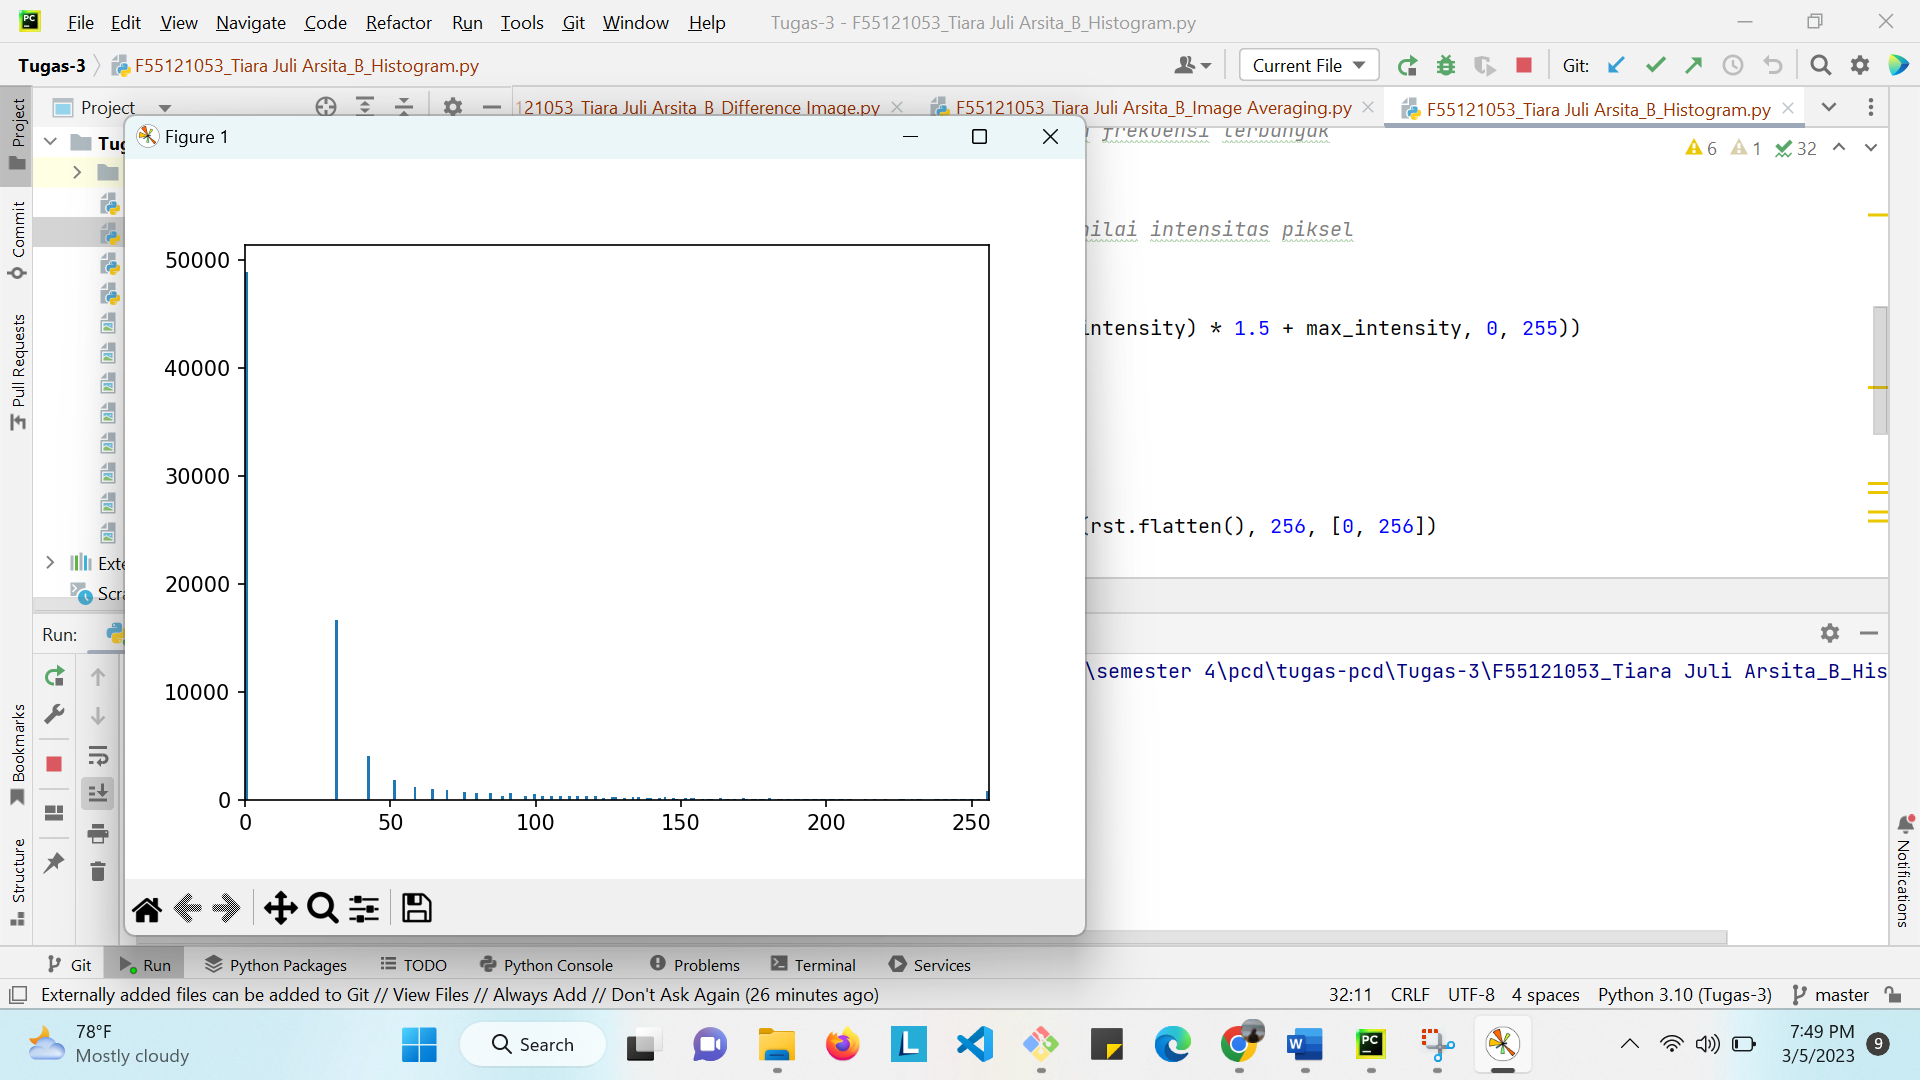 File Edit View Navigate Code Refactor Run Tools Git Window Help Tugas-3 - F55121053_Tiara Juli Arsita_B_Histogram.py
Tugas-3 F55121053_Tiara Juli Arsita_B_Histogram.py Current File Git:
Project 121053_Tiara Juli Arsita_B_Difference Image.py F55121053_Tiara Juli Arsita_B_Image Averaging.py F55121053_Tiara Juli Arsita_B_Histogram.py
Figure 1
frekuensi terbanyak
6 1 32
nilai intensitas piksel
intensity) * 1.5 + max_intensity, 0, 255))
(rst.flatten(), 256, [0, 256])
50000
40000
30000
20000
10000
0
0 50 100 150 200 250
Tug
Exte
Scra
Run:
\semester 4\pcd\tugas-pcd\Tugas-3\F55121053_Tiara Juli Arsita_B_His
Project
Commit
Pull Requests
Bookmarks
Structure
Notifications
Git Run Python Packages TODO Python Console Problems Terminal Services
Externally added files can be added to Git // View Files // Always Add // Don't Ask Again (26 minutes ago) 32:11 CRLF UTF-8 4 spaces Python 3.10 (Tugas-3) master
78°F
Mostly cloudy
Search
7:49 PM
3/5/2023
9